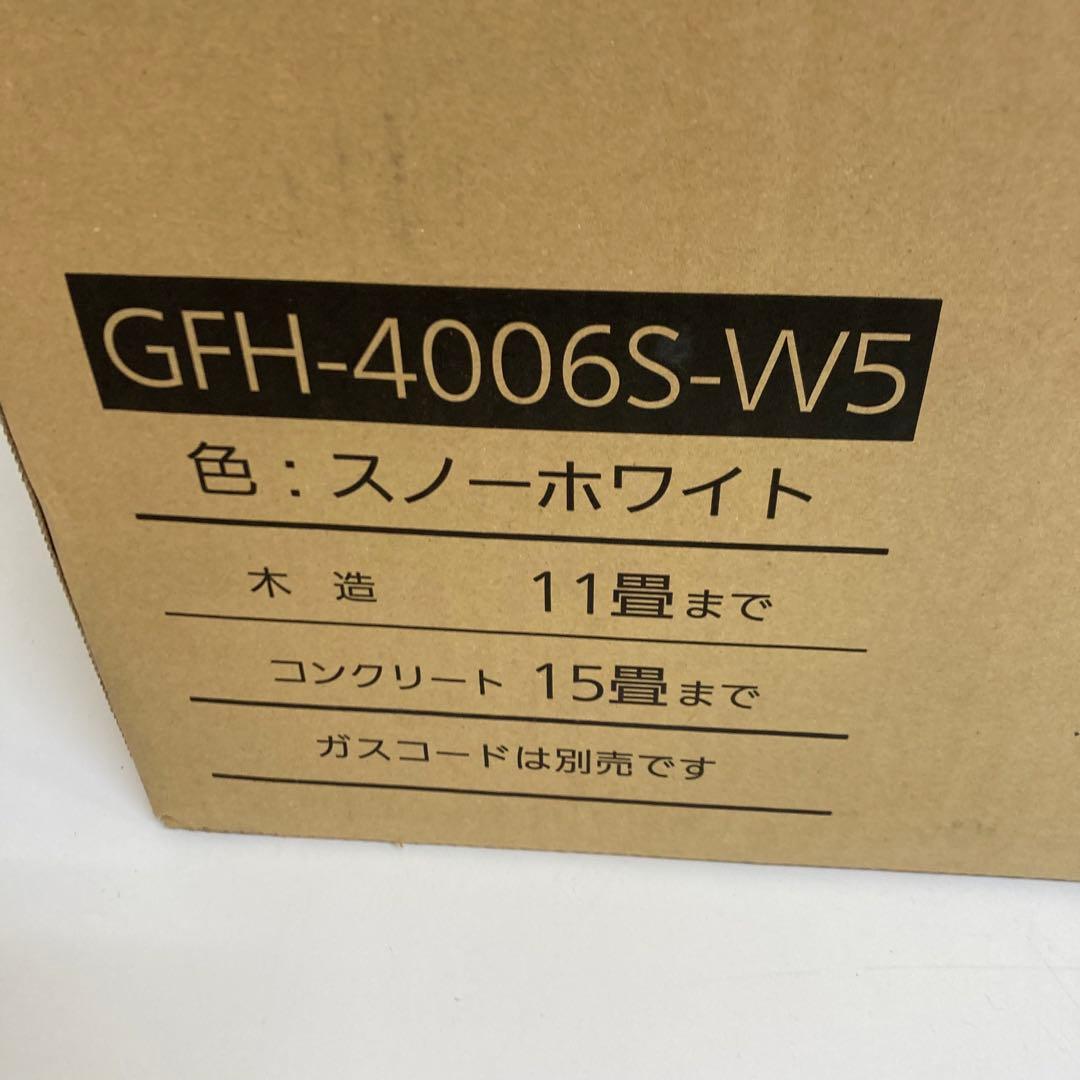 GFH-4006S-W5
色：スノーホワイト
木 造 11畳まで
コンクリート 15畳まで
ガスコードは別売です